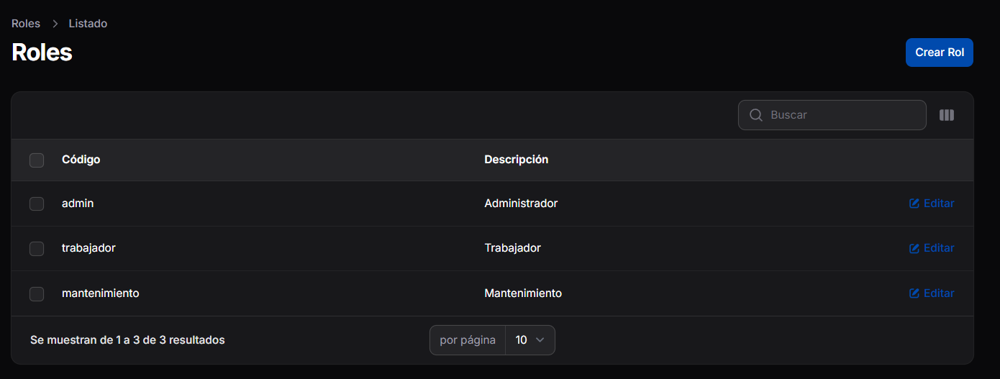 Roles > Listado
Roles
Crear Rol
Buscar
Código Descripción
admin Administrador Editar
trabajador Trabajador Editar
mantenimiento Mantenimiento Editar
Se muestran de 1 a 3 de 3 resultados por página 10